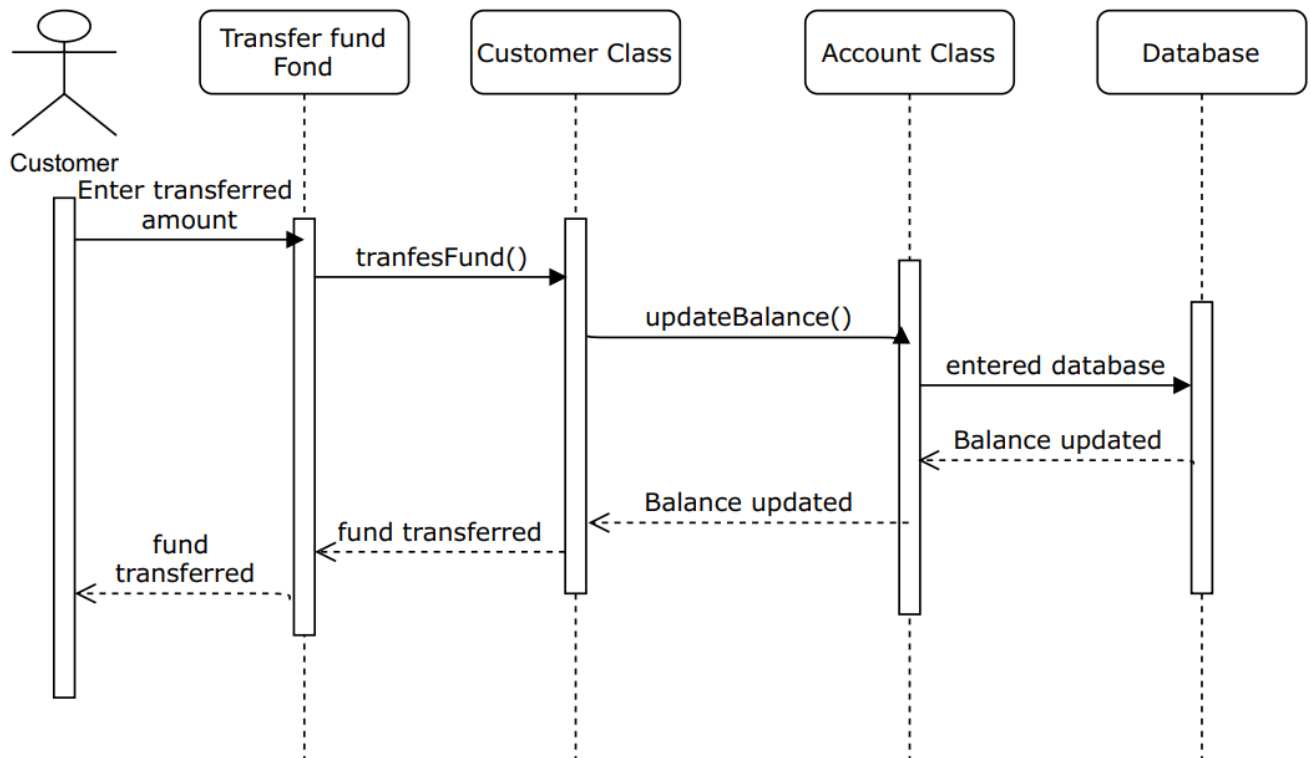 Transfer fund
Fond
Customer Class
Account Class
Database
Customer
Enter transferred
amount
tranfesFund()
updateBalance()
entered database
Balance updated
Balance updated
fund transferred
fund
transferred